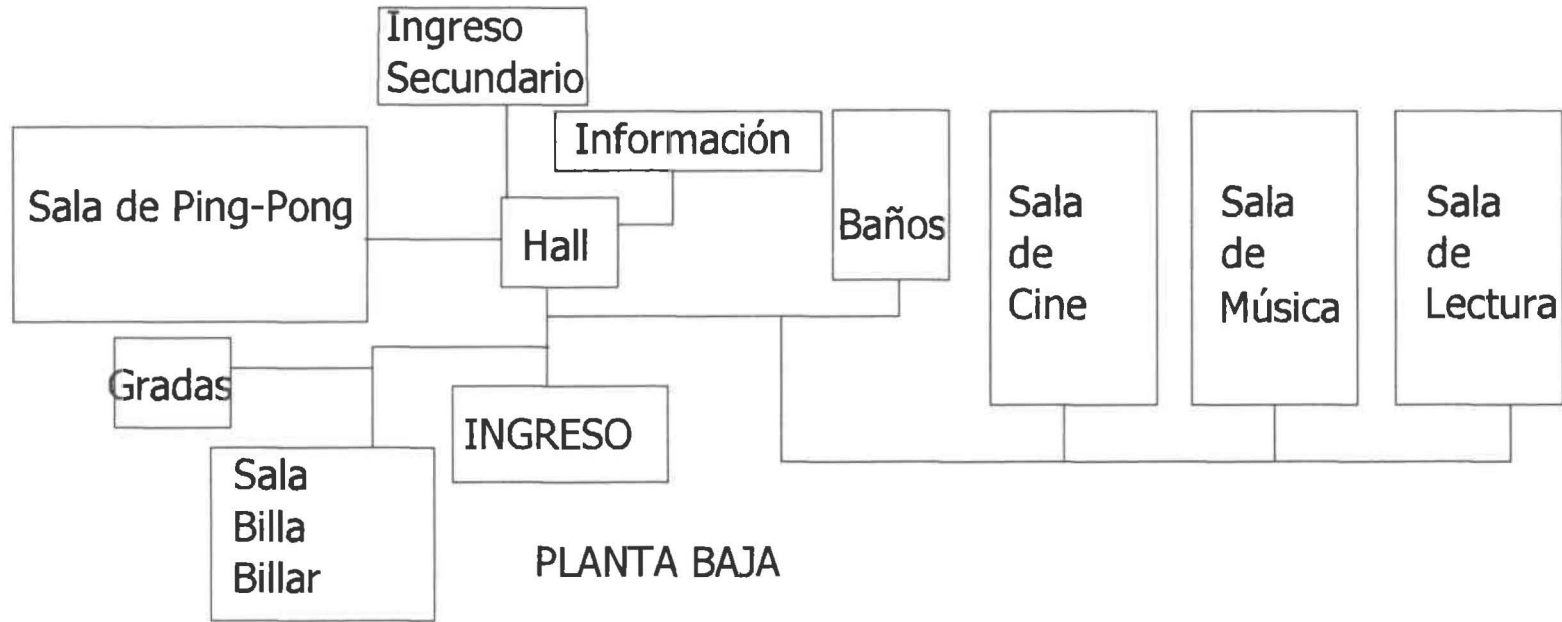 Ingreso
Secundario
Información
Sala de Ping-Pong
Hall
Baños
Sala
de
Cine
Sala
de
Música
Sala
de
Lectura
Gradas
INGRESO
Sala
Billa
Billar
PLANTA BAJA